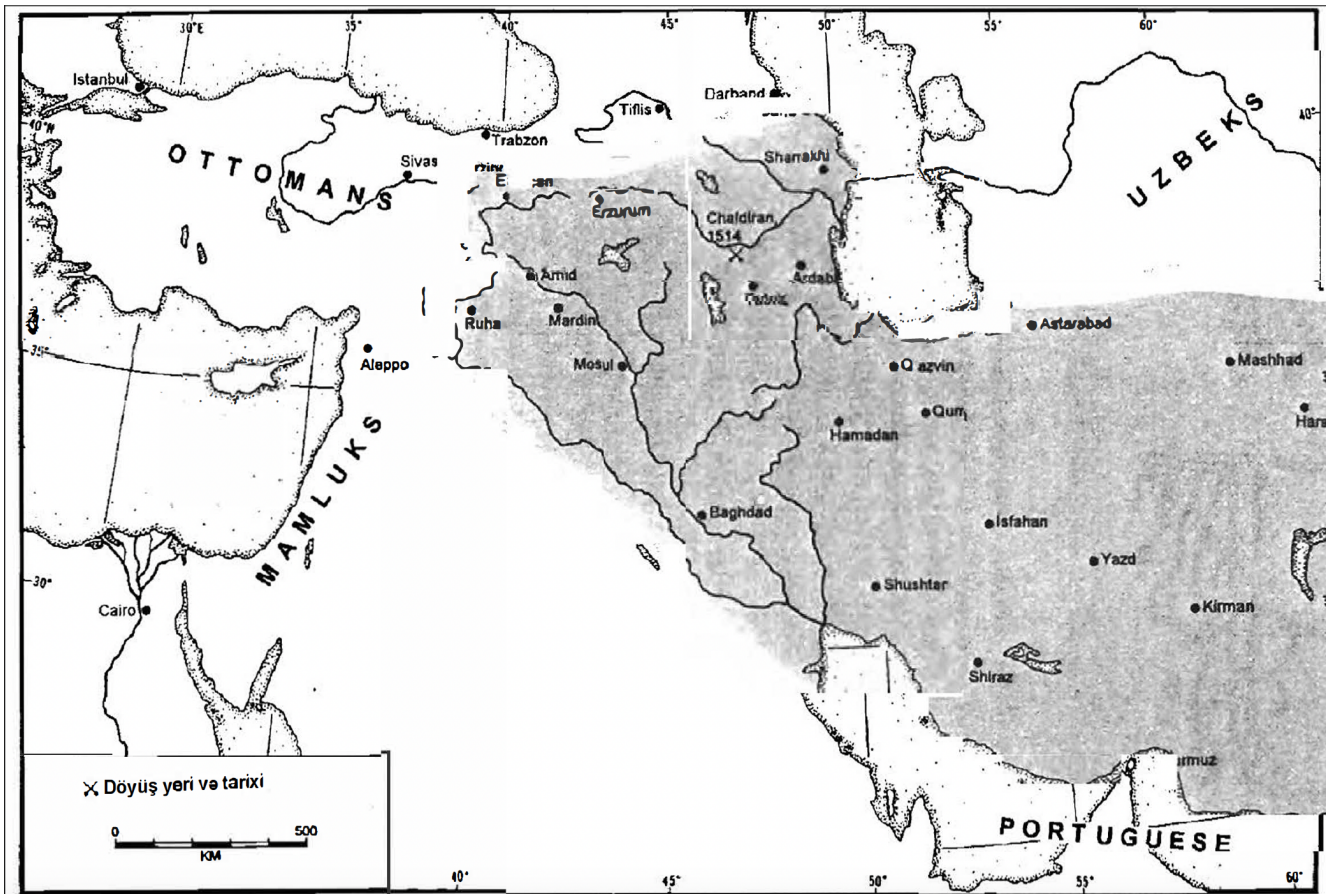 30°E
35°
40°
45°
50°
55°
60°
Istanbul
Trabzon
Tiflis
Darband
40°N
40°
OTTOMANS
Sivas
UZBEKS
Erzurum
Chaldiran,
1514
Amid
Ruha
Mardin
Astarabad
35°
Aleppo
Mosul
Qazvin
Mashhad
Qum
Hamadan
MAMLUKS
Baghdad
Isfahan
Yazd
30°
Cairo
Shushtar
Kirman
Shiraz
Döyüş yeri və tarixi
0
500
KM
PORTUGUESE
40°
45°
50°
55°
60°